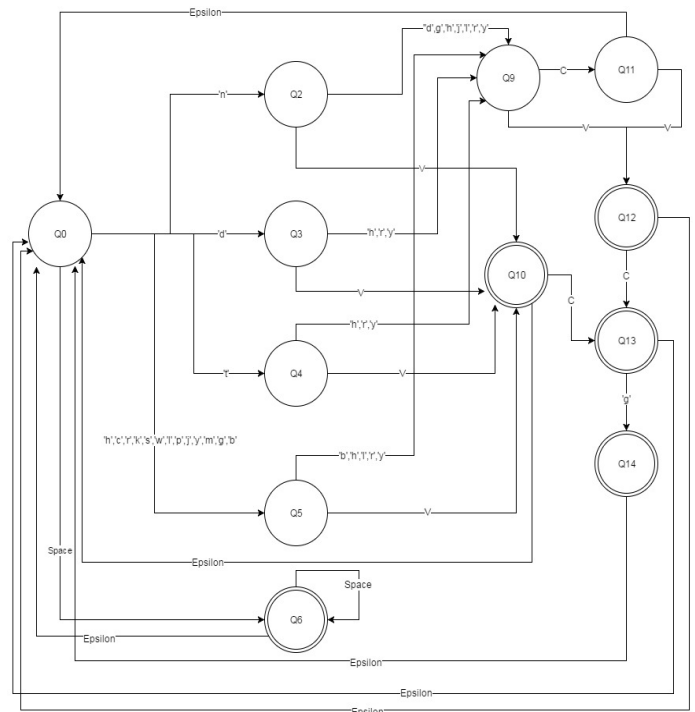 Epsilon
"d',g','h','j','l','r','y'
Q11
Q9
C
Q2
'n'
V
V
V
Q0
'd'
Q3
'h','r','y'
Q12
Q10
V
C
C
'h','r','y'
Q13
Q4
't'
V
'g'
'h','c','r','k','s','w','l','p','j','y','m','g','b'
'b','h','l','r','y'
Q14
Q5
V
Space
Epsilon
Space
Q6
Epsilon
Epsilon
Epsilon
Epsilon